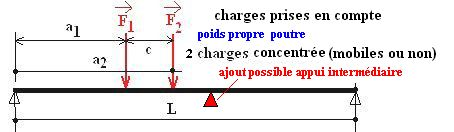 F1 F2 charges prises en compte
a1 c poids propre poutre
a2 2 charges concentrée (mobiles ou non)
ajout possible appui intermédiaire
L